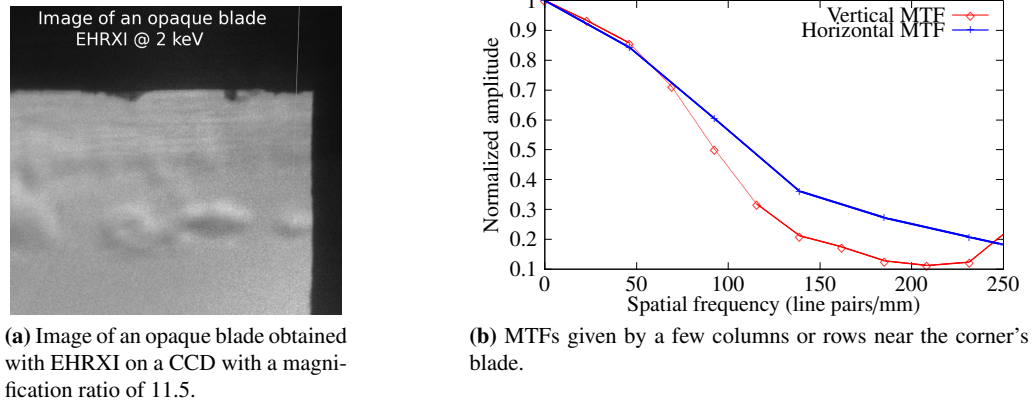 Image of an opaque blade
EHRXI @ 2 keV
(a) Image of an opaque blade obtained
with EHRXI on a CCD with a magni-
fication ratio of 11.5.
1
0.9
0.8
0.7
0.6
0.5
0.4
0.3
0.2
0.1
Normalized amplitude
Vertical MTF
Horizontal MTF
0 50 100 150 200 250
Spatial frequency (line pairs/mm)
(b) MTFs given by a few columns or rows near the corner's
blade.